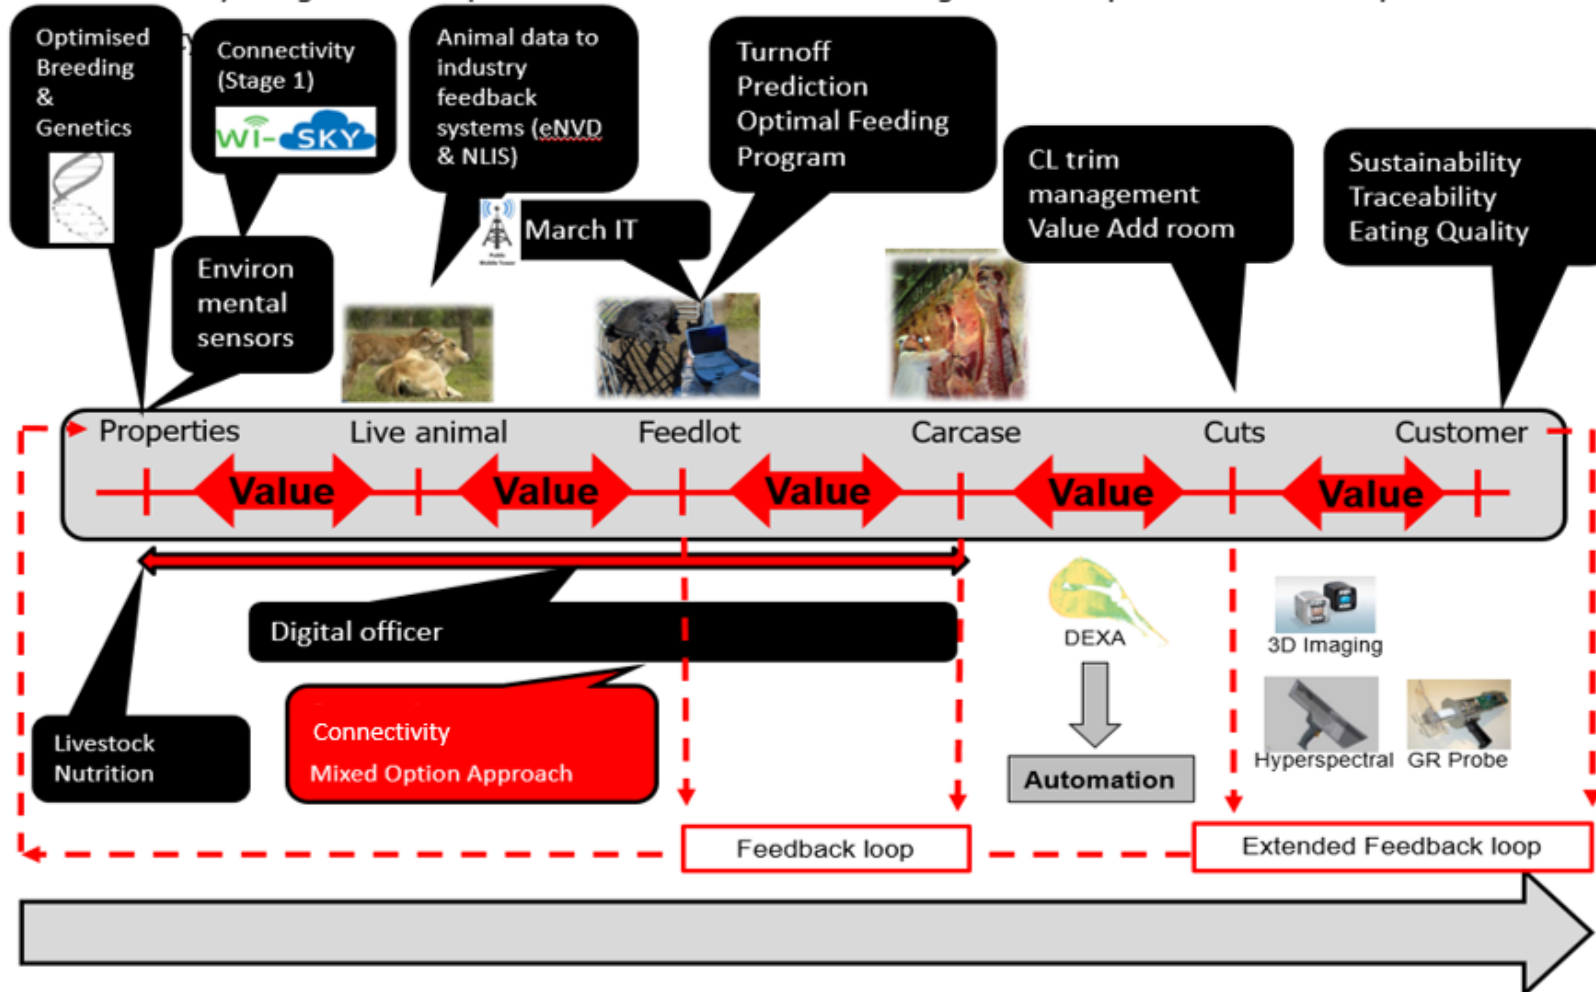 Optimised
Breeding
&
Genetics
Connectivity
(Stage 1)
WI-SKY
Animal data to
industry
feedback
systems (eNVD
& NLIS)
Turnoff
Prediction
Optimal Feeding
Program
CL trim
management
Value Add room
Sustainability
Traceability
Eating Quality
March IT
Environ
mental
sensors
Properties
Live animal
Feedlot
Carcase
Cuts
Customer
Value
Value
Value
Value
Value
Digital officer
DEXA
3D Imaging
Livestock
Nutrition
Connectivity
Mixed Option Approach
Automation
Hyperspectral
GR Probe
Feedback loop
Extended Feedback loop